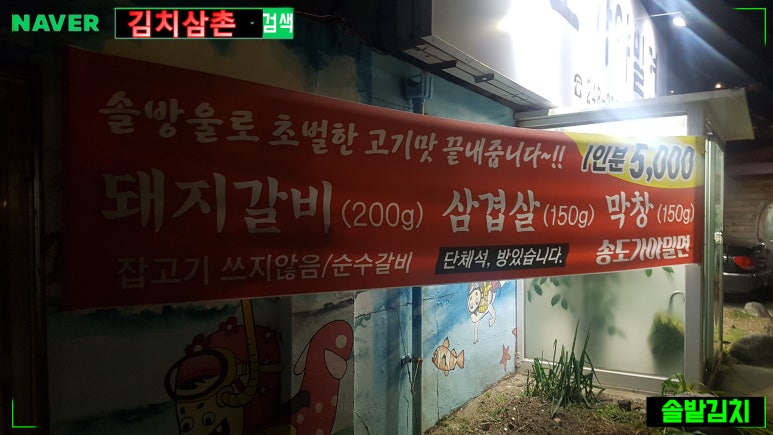 NAVER 김치삼촌 검색
솔방울로 초벌한 고기맛 끝내줍니다~!!
1인분 5,000
돼지갈비(200g) 삼겹살(150g) 막창(150g)
잡고기 쓰지않음/순수갈비 단체석, 방있습니다. 송도가야밀면
솔밭김치